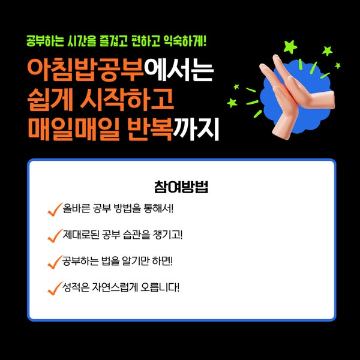 공부하는 시간을 즐겁고 편하고 익숙하게!
아침밥공부에서는
쉽게 시작하고
매일매일 반복까지
참여방법
올바른 공부 방법을 통해서!
제대로된 공부 습관을 챙기고!
공부하는 법을 알기만 하면!
성적은 자연스럽게 오릅니다!